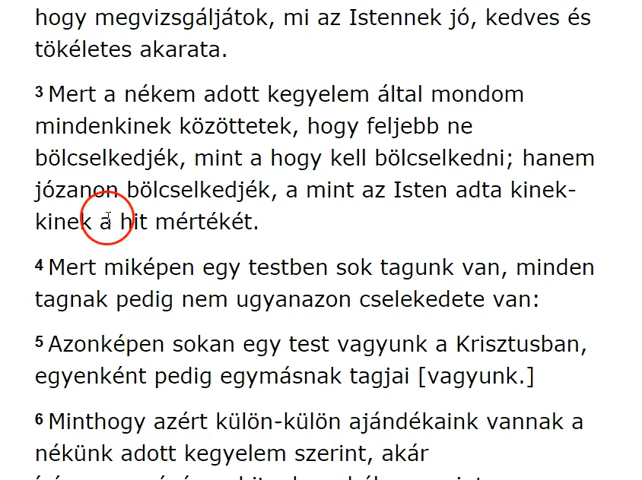 hogy megvizsgáljátok, mi az Istennek jó, kedves és
tökéletes akarata.
3 Mert a nékem adott kegyelem által mondom
mindenkinek közöttetek, hogy feljebb ne
bölcselkedjék, mint a hogy kell bölcselkedni; hanem
józanon bölcselkedjék, a mint az Isten adta kinek-
kinek a hit mértékét.
4 Mert miképen egy testben sok tagunk van, minden
tagnak pedig nem ugyanazon cselekedete van:
5 Azonképen sokan egy test vagyunk a Krisztusban,
egyenként pedig egymásnak tagjai [vagyunk.]
6 Minthogy azért külön-külön ajándékaink vannak a
nékünk adott kegyelem szerint, akár